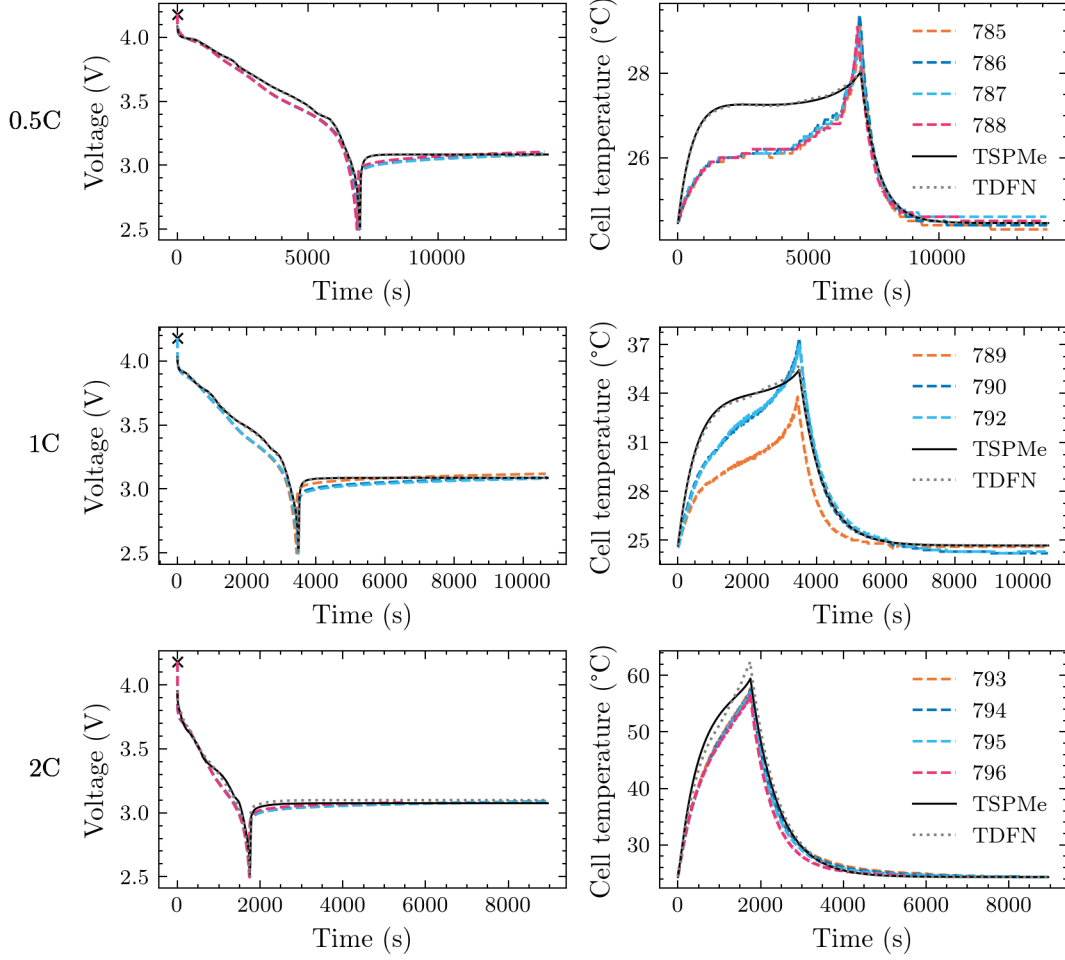 0.5C
Voltage (V)
4.0
3.5
3.0
2.5
0
5000
10000
Time (s)
Cell temperature (°C)
28
26
0
5000
10000
Time (s)
785
786
787
788
TSPMe
TDFN
1C
Voltage (V)
4.0
3.5
3.0
2.5
0
2000
4000
6000
8000
10000
Time (s)
Cell temperature (°C)
37
34
31
28
25
0
2000
4000
6000
8000
10000
Time (s)
789
790
792
TSPMe
TDFN
2C
Voltage (V)
4.0
3.5
3.0
2.5
0
2000
4000
6000
8000
Time (s)
Cell temperature (°C)
60
50
40
30
0
2000
4000
6000
8000
Time (s)
793
794
795
796
TSPMe
TDFN